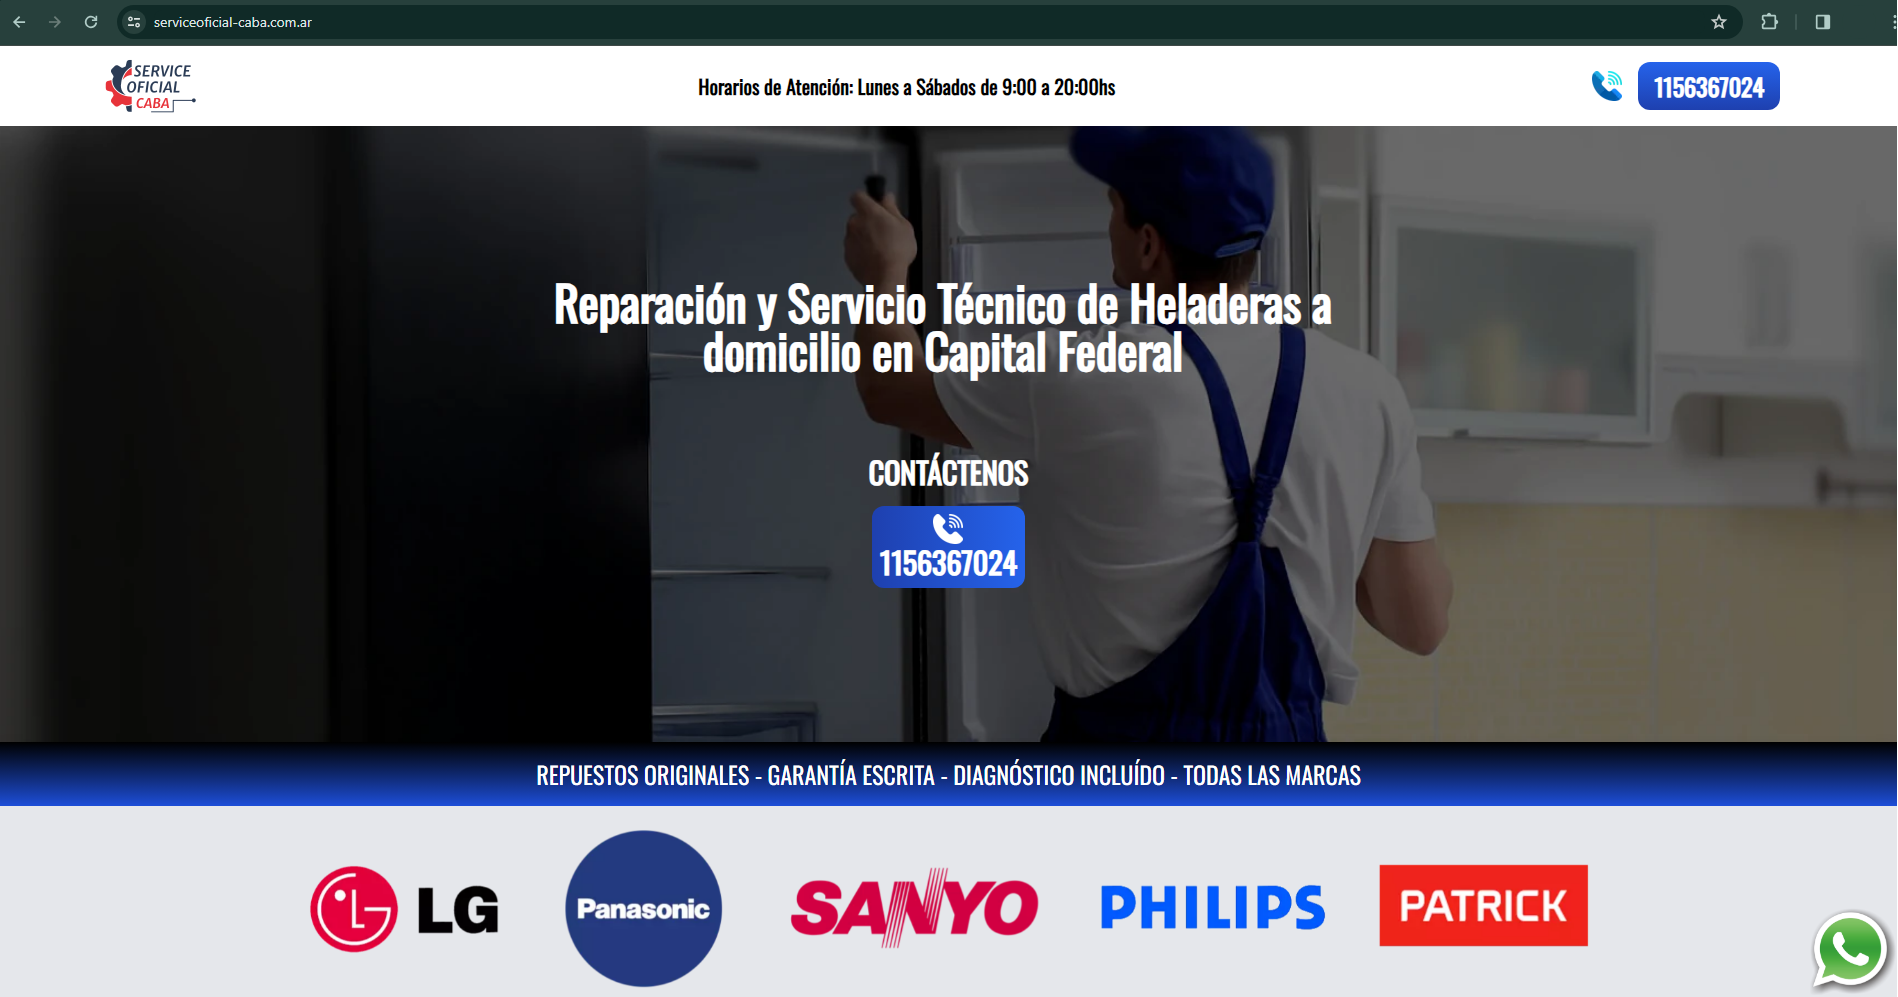 serviceoficial-caba.com.ar
SERVICE
OFICIAL
CABA
Horarios de Atención: Lunes a Sábados de 9:00 a 20:00hs
1156367024
Reparación y Servicio Técnico de Heladeras a
domicilio en Capital Federal
CONTÁCTENOS
1156367024
REPUESTOS ORIGINALES - GARANTÍA ESCRITA - DIAGNÓSTICO INCLUÍDO - TODAS LAS MARCAS
LG
Panasonic
SANYO
PHILIPS
PATRICK